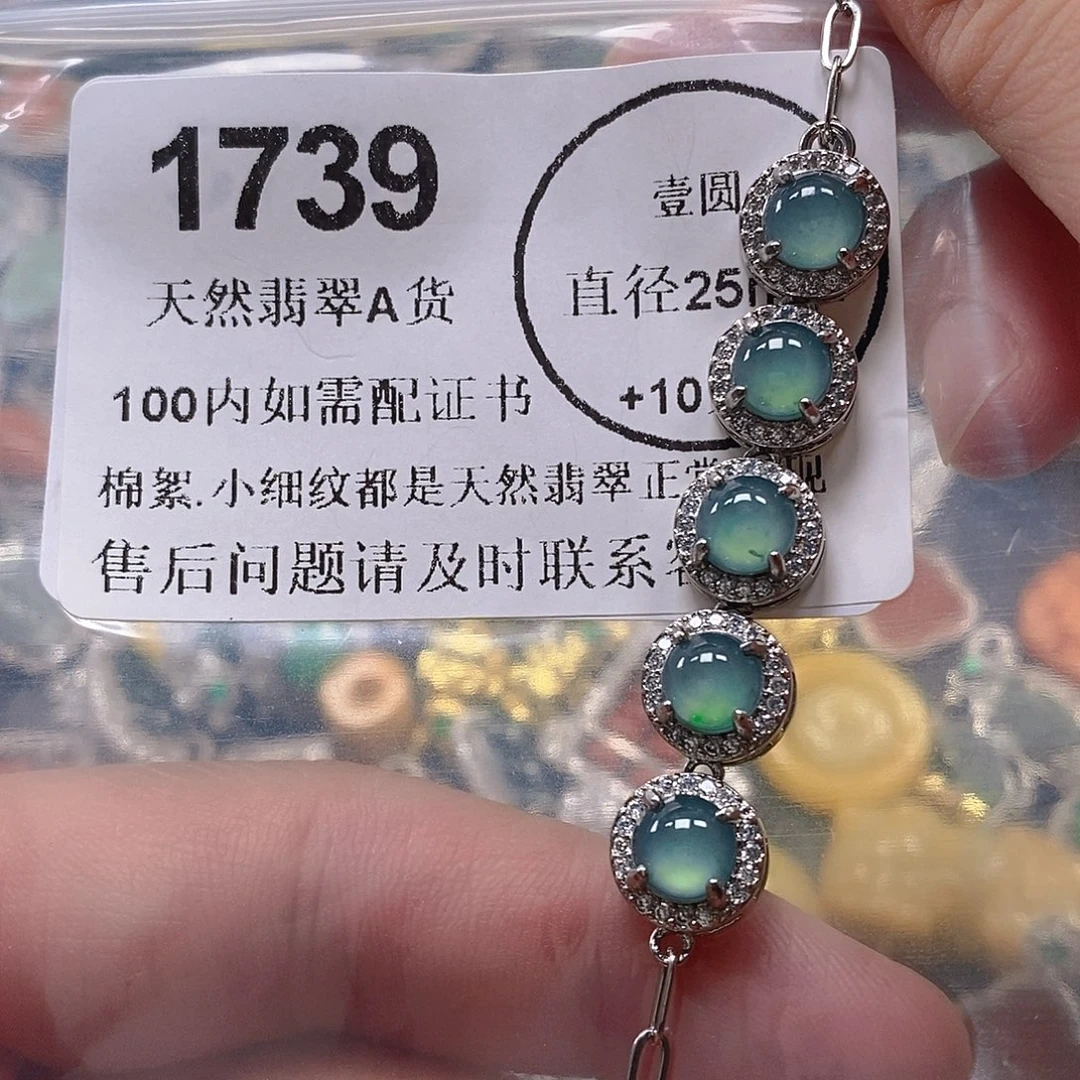 1739
天然翡翠A货
100内如需配证书
棉絮.小细纹都是天然翡翠正常
售后问题请及时联系
壹圆
直径25
+10